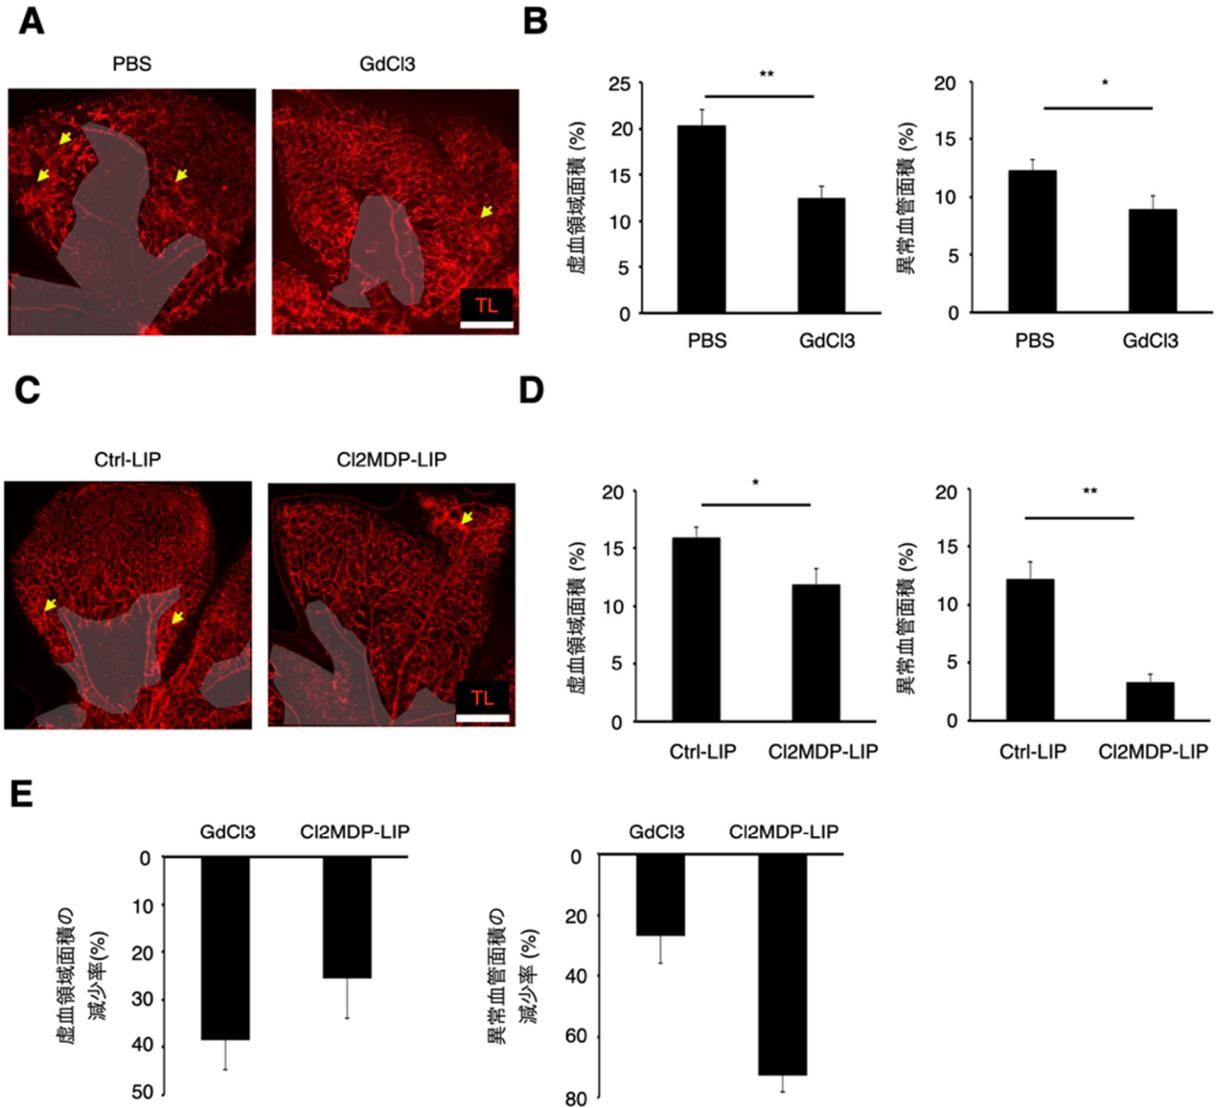 A
PBS
GdCl3
TL
B
**
25
20
15
10
5
0
虚血領域面積 (%)
PBS
GdCl3
*
20
15
10
5
0
異常血管面積 (%)
PBS
GdCl3
C
Ctrl-LIP
Cl2MDP-LIP
TL
D
*
20
15
10
5
0
虚血領域面積 (%)
Ctrl-LIP
Cl2MDP-LIP
**
20
15
10
5
0
異常血管面積 (%)
Ctrl-LIP
Cl2MDP-LIP
E
GdCl3
Cl2MDP-LIP
0
10
20
30
40
50
虚血領域面積の
減少率(%)
GdCl3
Cl2MDP-LIP
0
20
40
60
80
異常血管面積の
減少率 (%)